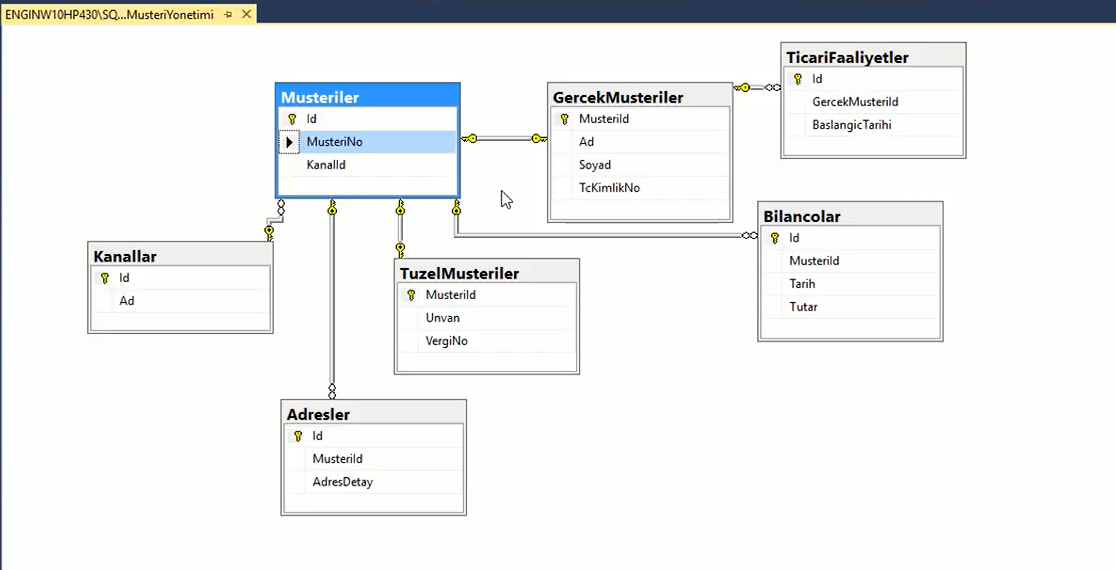 ENGINW10HP430\SQ...MusteriYonetimi
Musteriler
Id
MusteriNo
KanalId
GercekMusteriler
MusteriId
Ad
Soyad
TcKimlikNo
TicariFaaliyetler
Id
GercekMusteriId
BaslangicTarihi
Kanallar
Id
Ad
TuzelMusteriler
MusteriId
Unvan
VergiNo
Bilancolar
Id
MusteriId
Tarih
Tutar
Adresler
Id
MusteriId
AdresDetay